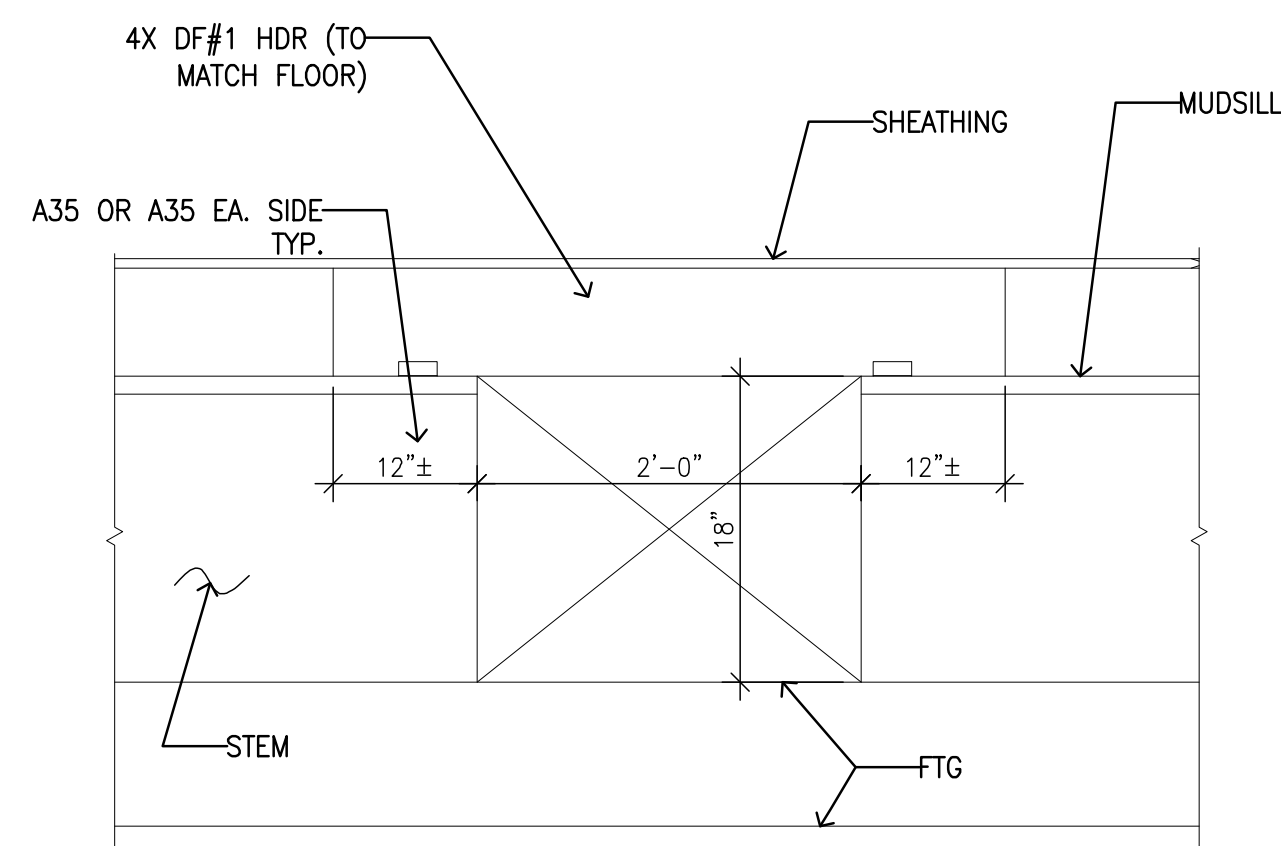 4X DF#1 HDR (TO
MATCH FLOOR)
SHEATHING
MUDSILL
A35 OR A35 EA. SIDE
TYP.
12"±
2'-0"
12"±
18"
STEM
FTG